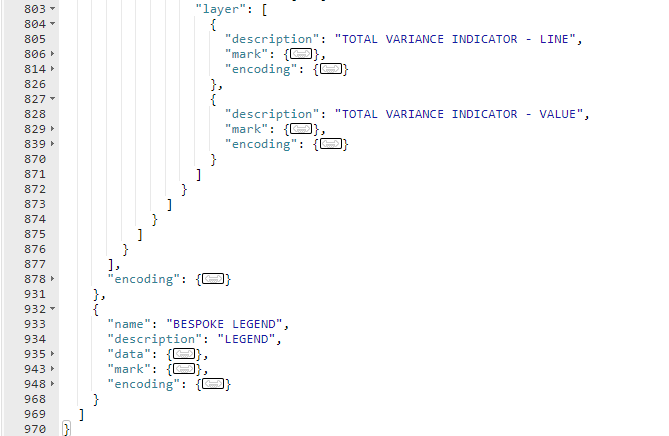 803 "layer": [
804 {
805 "description": "TOTAL VARIANCE INDICATOR - LINE",
806 "mark": {},
814 "encoding": {}
826 },
827 {
828 "description": "TOTAL VARIANCE INDICATOR - VALUE",
829 "mark": {},
839 "encoding": {}
870 }
871 ]
872 }
873 ]
874 }
875 ]
876 }
877 ],
878 "encoding": {}
931 },
932 {
933 "name": "BESPOKE LEGEND",
934 "description": "LEGEND",
935 "data": {},
943 "mark": {},
948 "encoding": {}
968 }
969 ]
970 }